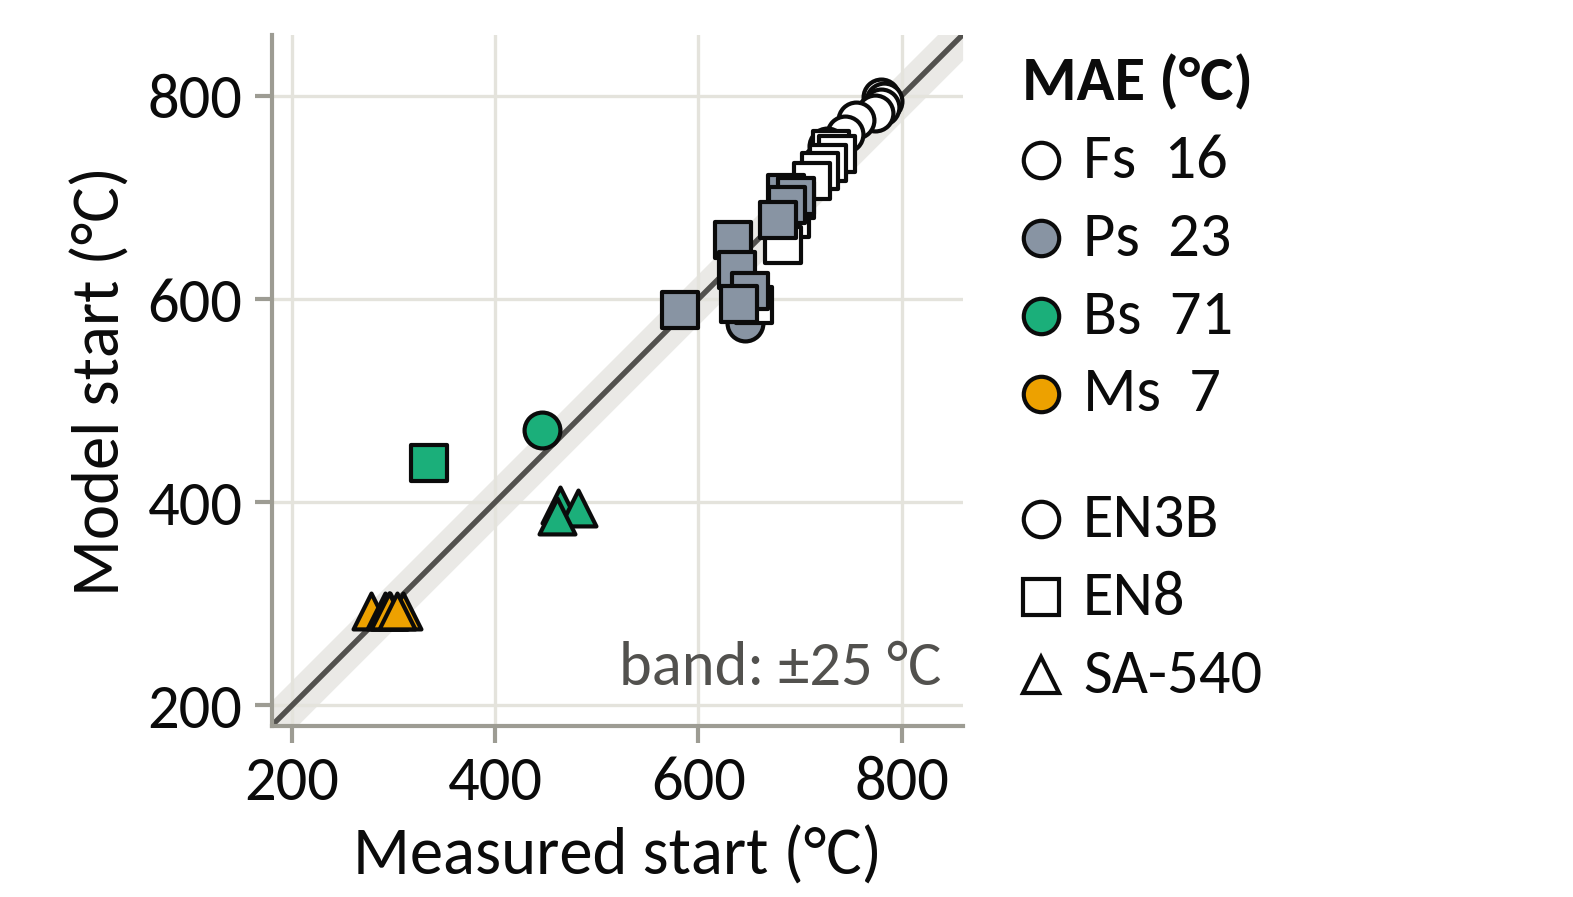 800
600
400
200
Model start (°C)
200 400 600 800
Measured start (°C)
band: ±25 °C
MAE (°C)
Fs 16
Ps 23
Bs 71
Ms 7
EN3B
EN8
SA-540